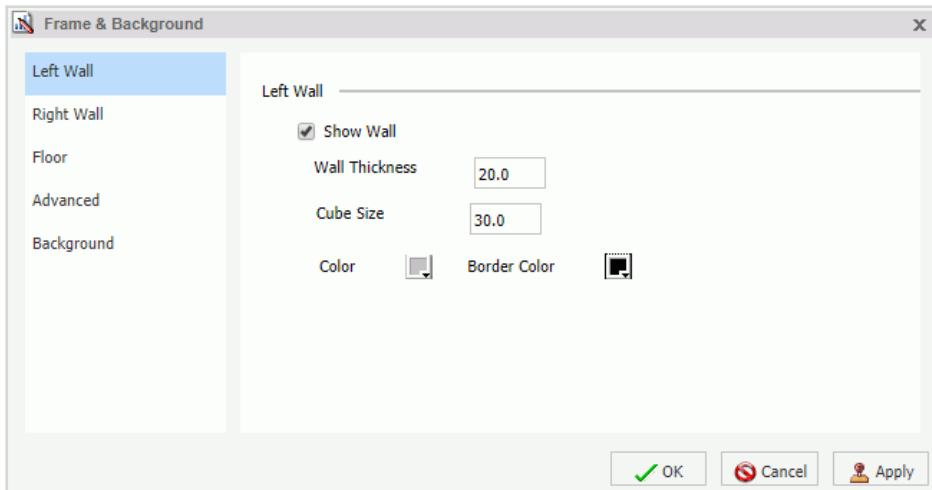 Frame & Background
Left Wall
Right Wall
Floor
Advanced
Background
Left Wall
Show Wall
Wall Thickness 20.0
Cube Size 30.0
Color Border Color
OK Cancel Apply